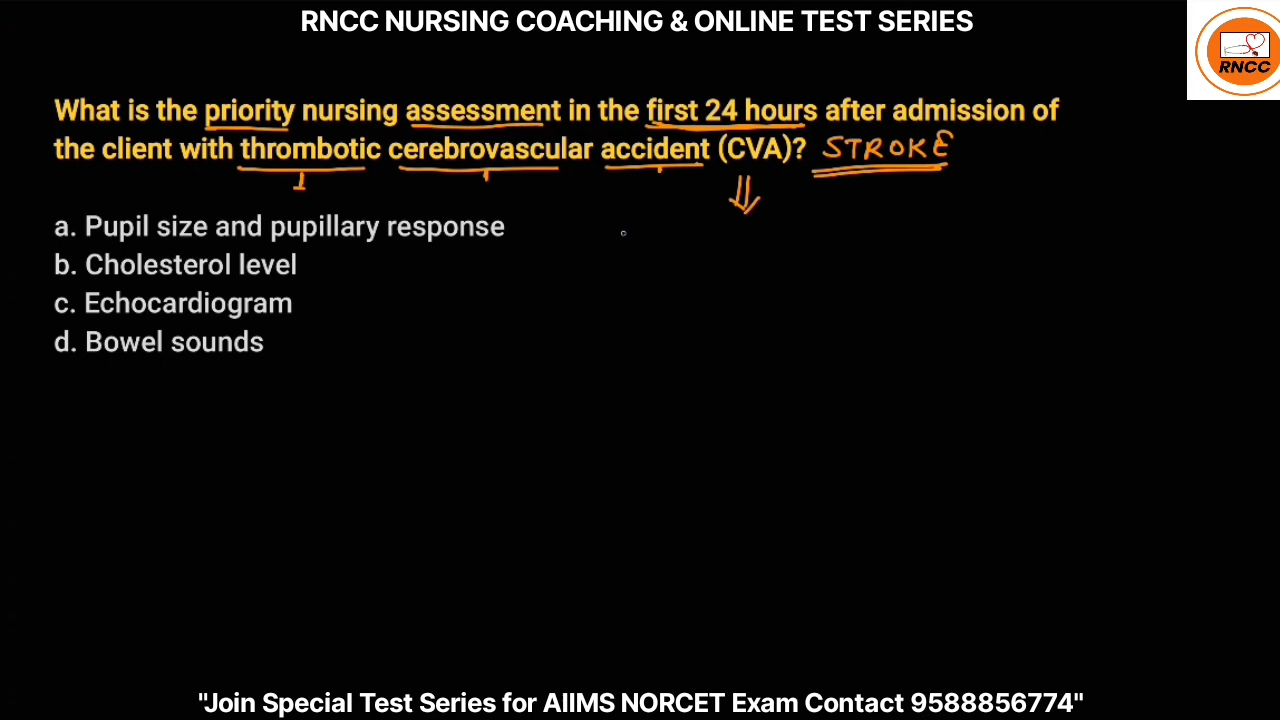 RNCC NURSING COACHING & ONLINE TEST SERIES
RNCC
What is the priority nursing assessment in the first 24 hours after admission of
the client with thrombotic cerebrovascular accident (CVA)? STROKE
a. Pupil size and pupillary response
b. Cholesterol level
c. Echocardiogram
d. Bowel sounds
"Join Special Test Series for AIIMS NORCET Exam Contact 9588856774"